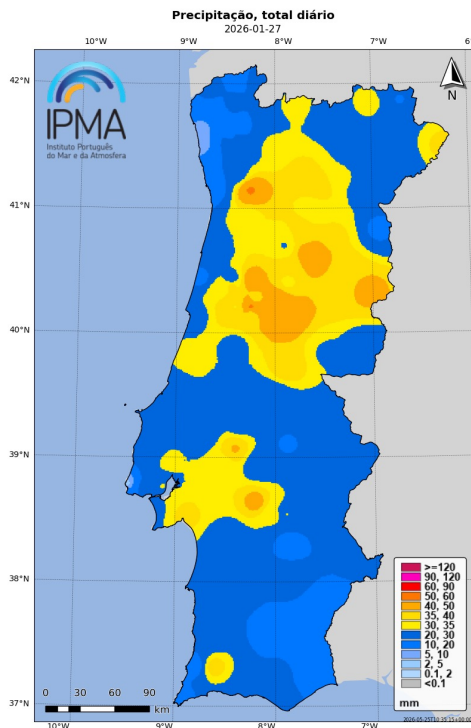 Precipitação, total diário
2026-01-27
10°W 9°W 8°W 7°W 6°
42°N
N
IPMA
Instituto Português
do Mar e da Atmosfera
41°N
40°N
39°N
38°N
>=120
90, 120
60, 90
50, 60
40, 50
35, 40
30, 35
20, 30
10, 20
5, 10
2, 5
0.1, 2
<0.1
mm
0 30 60 90
km
37°N
10°W 9°W 8°W 7°W